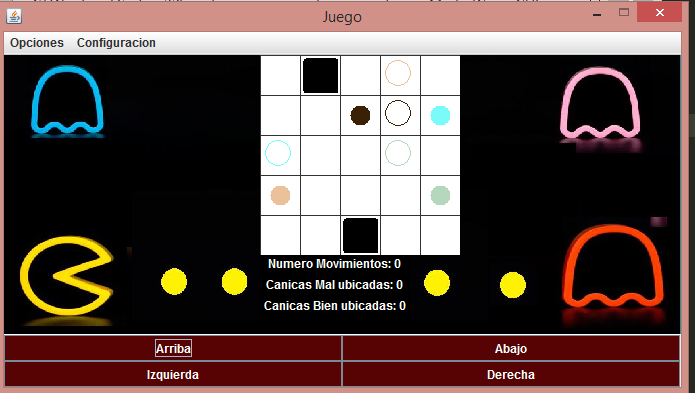 Juego
Opciones Configuracion
Numero Movimientos: 0
Canicas Mal ubicadas: 0
Canicas Bien ubicadas: 0
Arriba Abajo
Izquierda Derecha